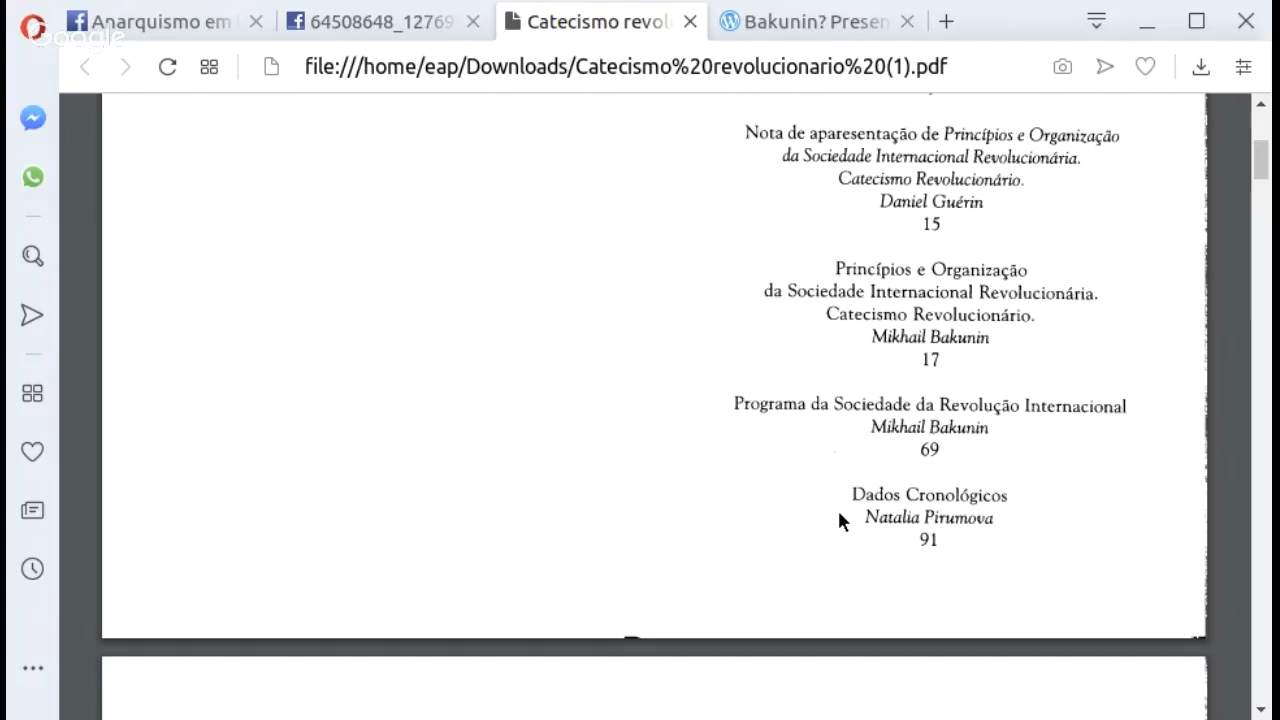 Anarquismo em
64508648_12769
Catecismo revol
Bakunin? Presen
Google
file:///home/eap/Downloads/Catecismo%20revolucionario%20(1).pdf
Nota de aparesentação de Princípios e Organização
da Sociedade Internacional Revolucionária.
Catecismo Revolucionário.
Daniel Guérin
15
Princípios e Organização
da Sociedade Internacional Revolucionária.
Catecismo Revolucionário.
Mikhail Bakunin
17
Programa da Sociedade da Revolução Internacional
Mikhail Bakunin
69
Dados Cronológicos
Natalia Pirumova
91